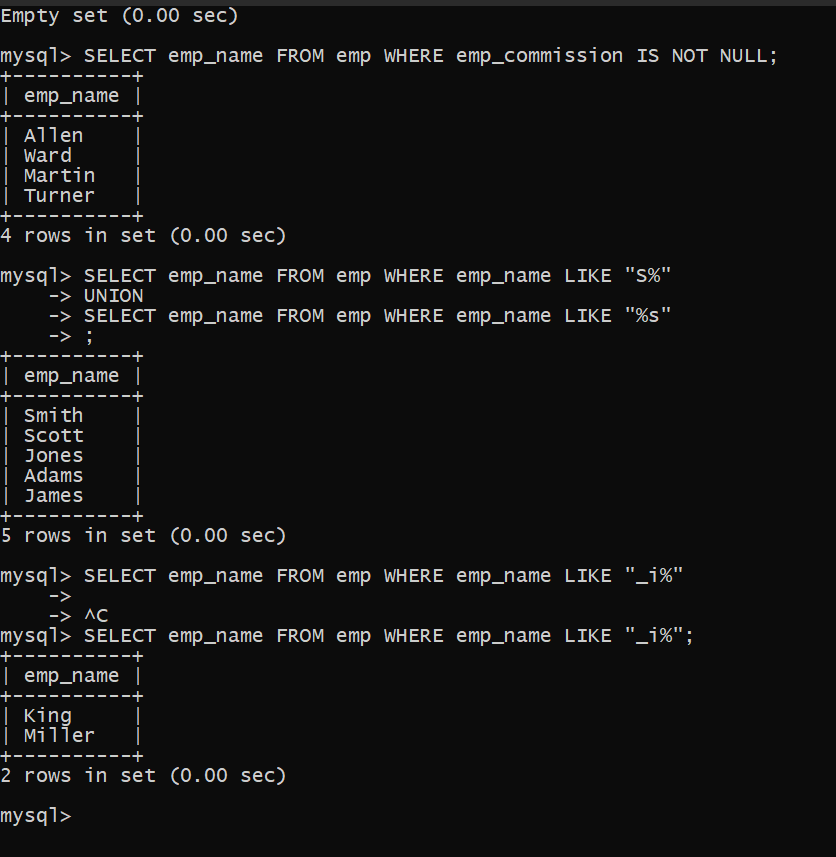 Empty set (0.00 sec)
mysql> SELECT emp_name FROM emp WHERE emp_commission IS NOT NULL;
+----------+
| emp_name |
+----------+
| Allen    |
| Ward     |
| Martin   |
| Turner   |
+----------+
4 rows in set (0.00 sec)
mysql> SELECT emp_name FROM emp WHERE emp_name LIKE "S%"
    -> UNION
    -> SELECT emp_name FROM emp WHERE emp_name LIKE "%s"
    -> ;
+----------+
| emp_name |
+----------+
| Smith    |
| Scott    |
| Jones    |
| Adams    |
| James    |
+----------+
5 rows in set (0.00 sec)
mysql> SELECT emp_name FROM emp WHERE emp_name LIKE "_i%"
    ->
    -> ^C
mysql> SELECT emp_name FROM emp WHERE emp_name LIKE "_i%";
+----------+
| emp_name |
+----------+
| King     |
| Miller   |
+----------+
2 rows in set (0.00 sec)
mysql>